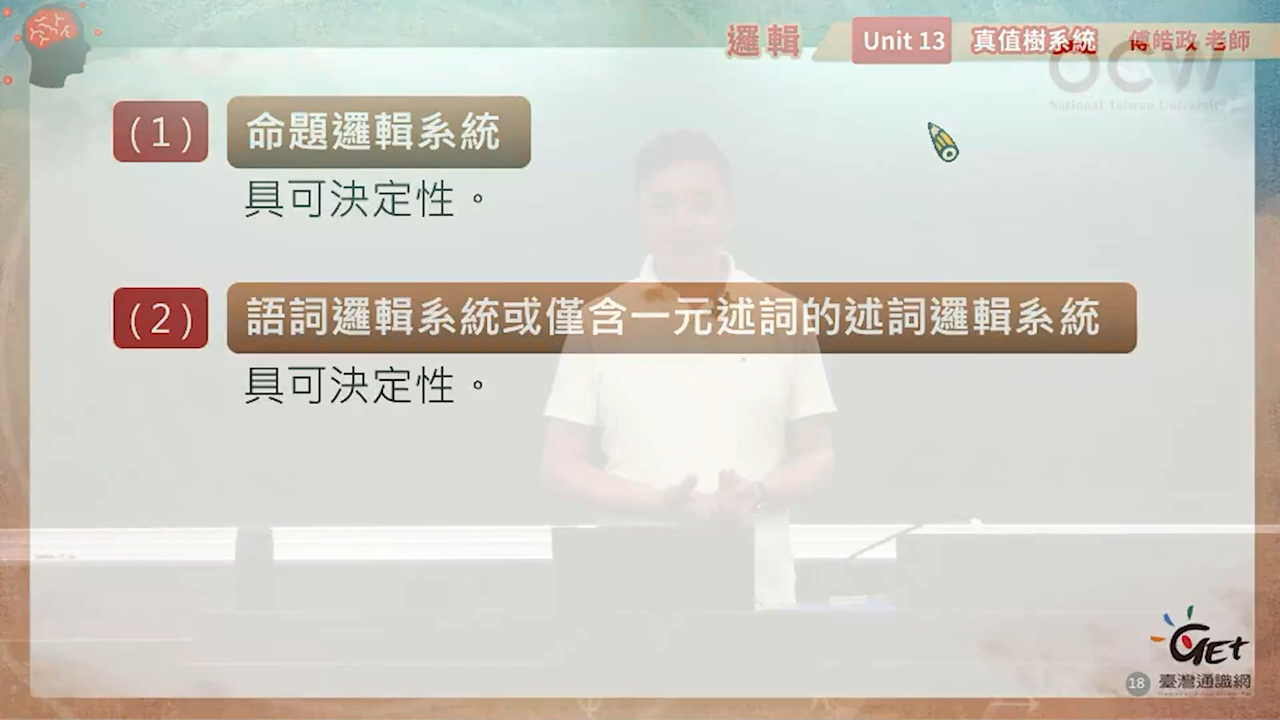 邏輯 Unit 13 真值樹系統 傅皓政 老師
OCW
National Taiwan University
(1) 命題邏輯系統
具可決定性。
(2) 語詞邏輯系統或僅含一元述詞的述詞邏輯系統
具可決定性。
GET
18 臺灣通識網